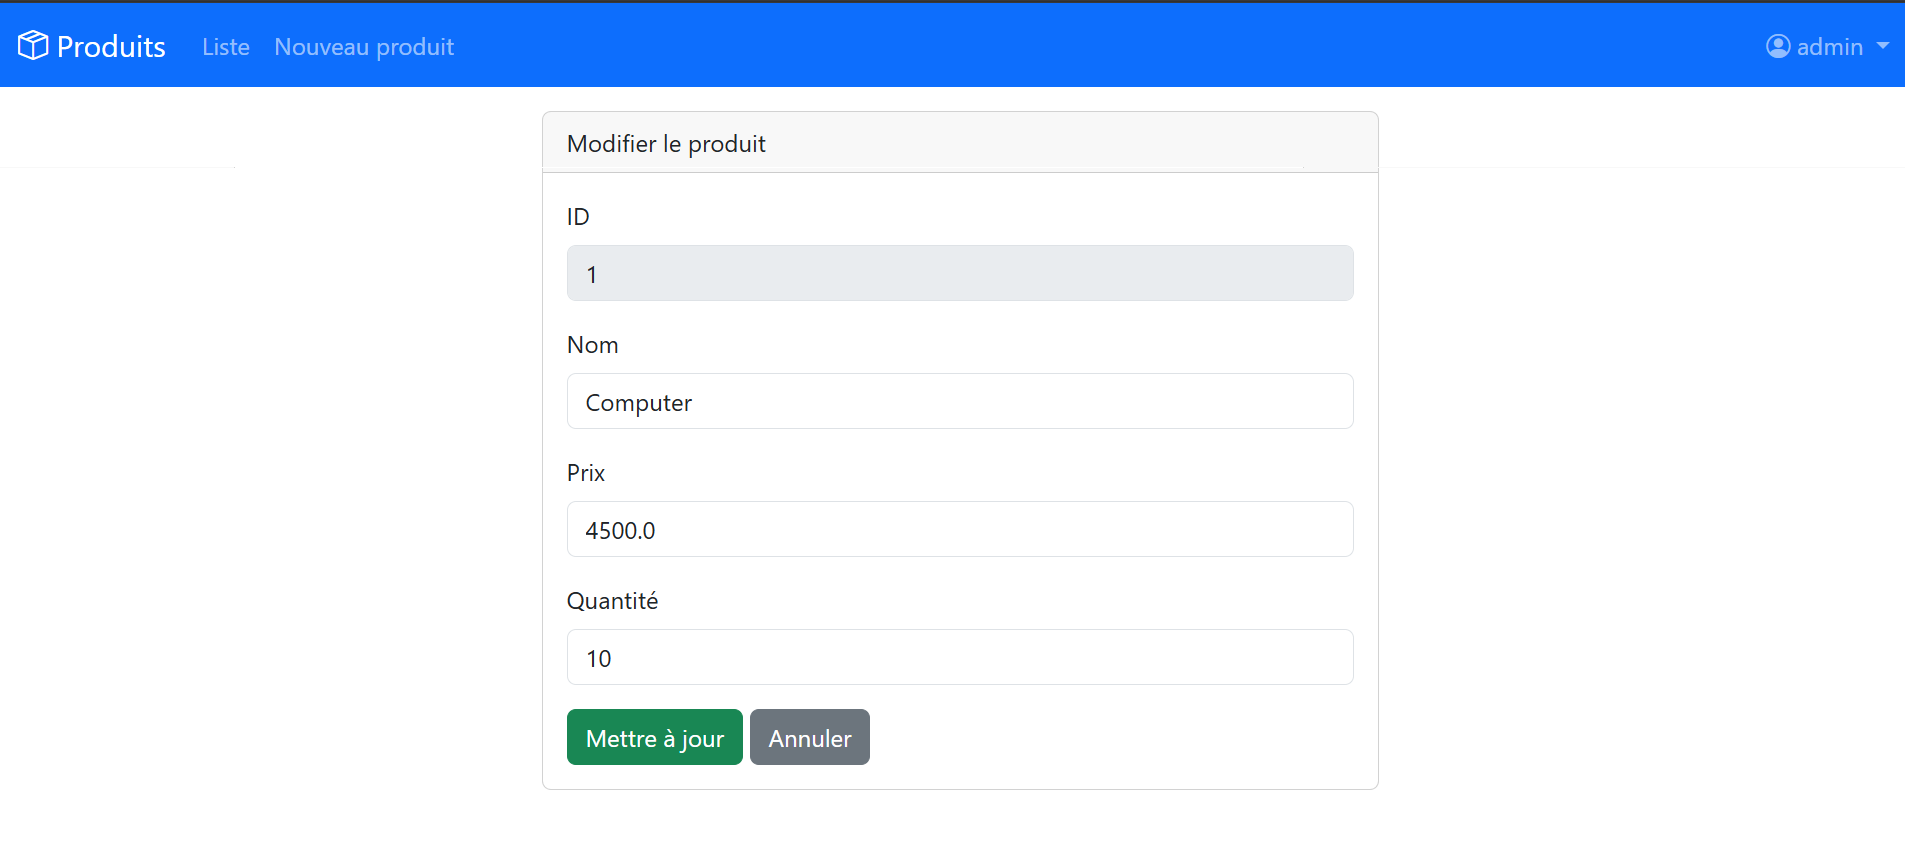 Produits Liste Nouveau produit admin
Modifier le produit
ID
1
Nom
Computer
Prix
4500.0
Quantité
10
Mettre à jour Annuler